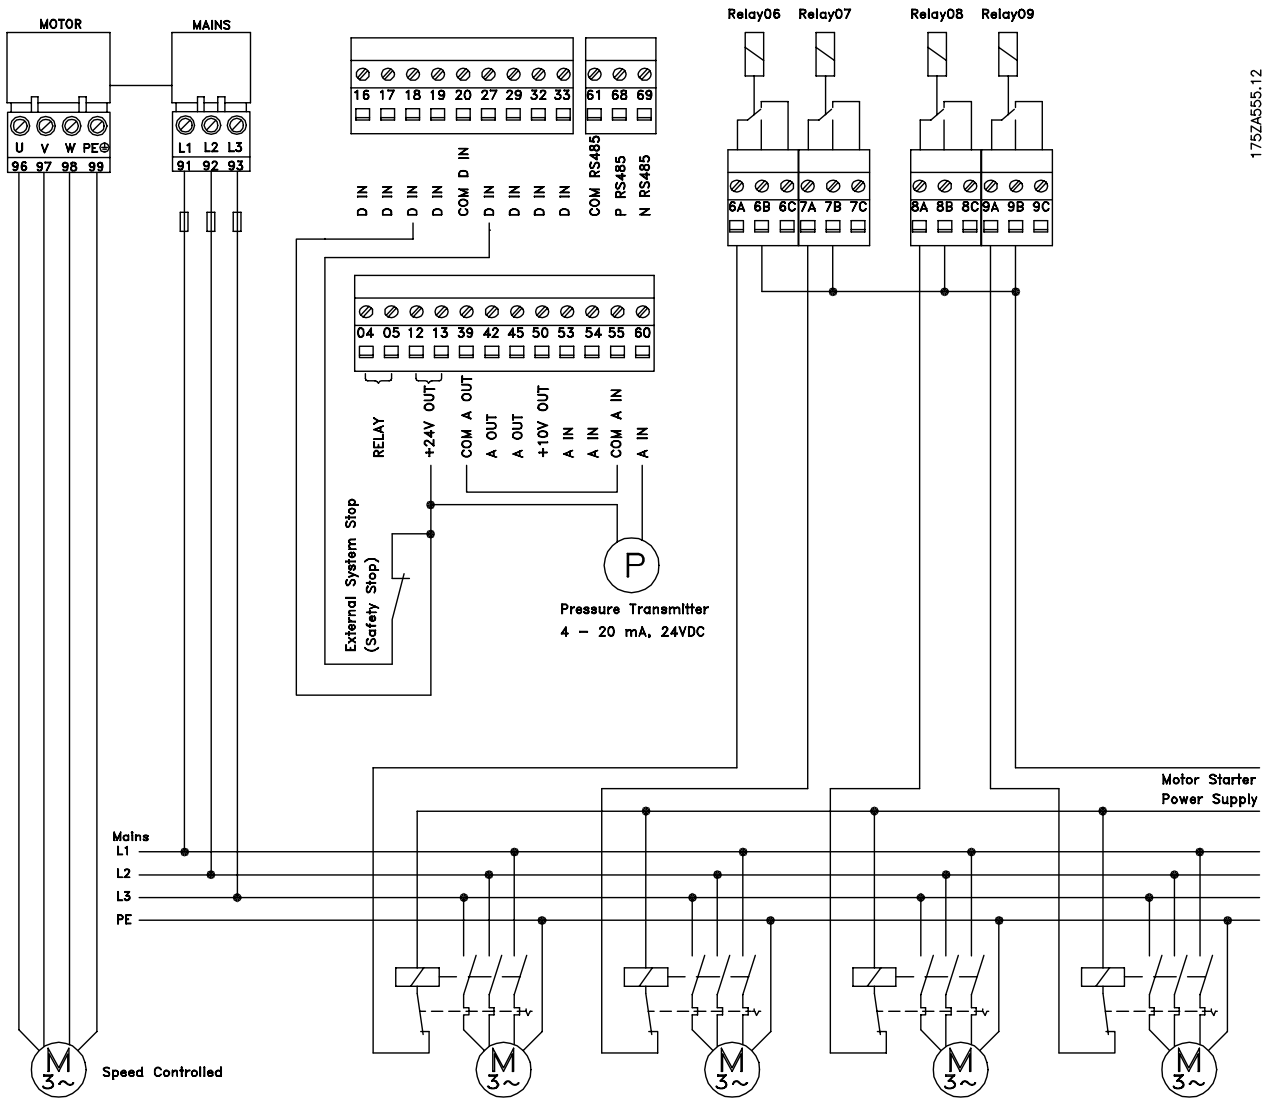 MOTOR
MAINS
Relay06 Relay07 Relay08 Relay09
175ZA555.12
U V W PE
96 97 98 99
L1 L2 L3
91 92 93
16 17 18 19 20 27 29 32 33
61 68 69
D IN
D IN
D IN
D IN
COM D IN
D IN
D IN
D IN
D IN
COM RS485
P RS485
N RS485
6A 6B 6C 7A 7B 7C
8A 8B 8C 9A 9B 9C
04 05 12 13 39 42 45 50 53 54 55 60
RELAY
+24V OUT
COM A OUT
A OUT
A OUT
+10V OUT
A IN
A IN
COM A IN
A IN
External System Stop
(Safety Stop)
P
Pressure Transmitter
4 - 20 mA, 24VDC
Motor Starter
Power Supply
Mains
L1
L2
L3
PE
M
3~
Speed Controlled
M
3~
M
3~
M
3~
M
3~